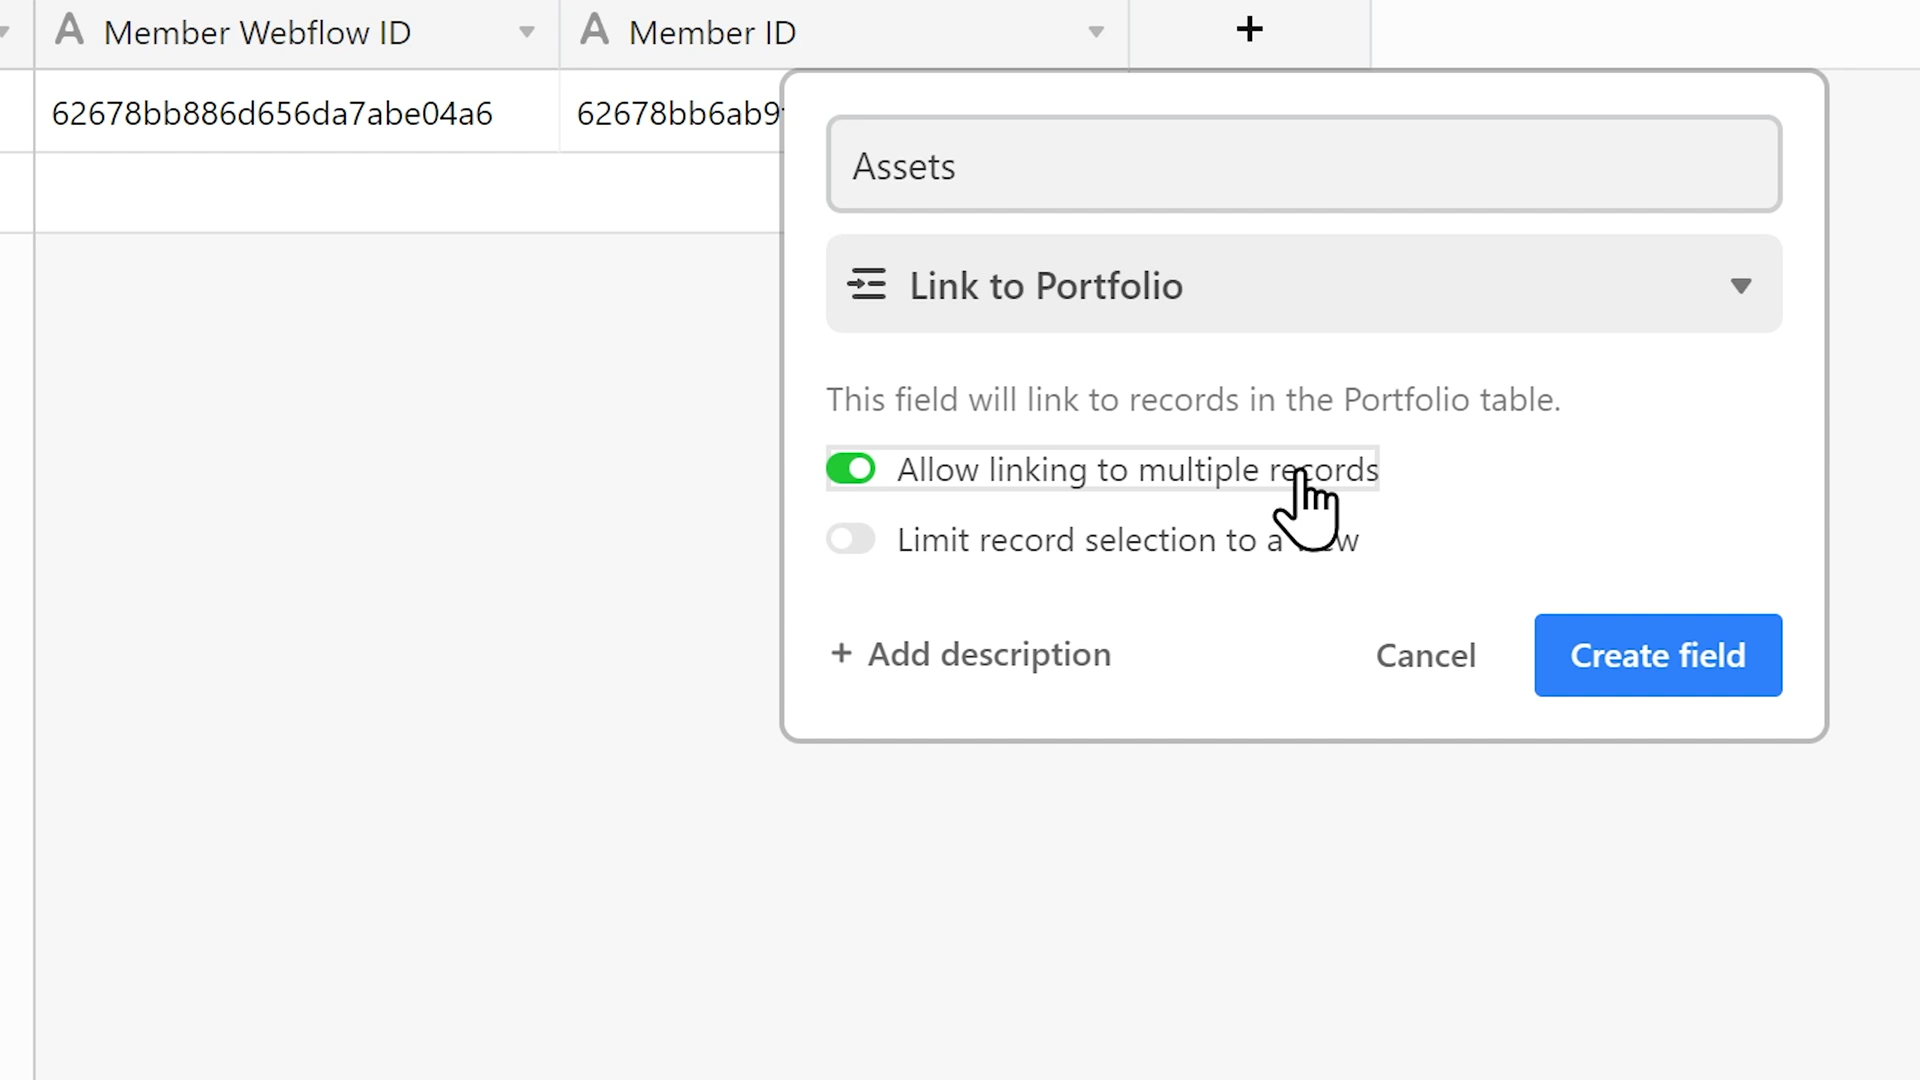 Member Webflow ID
Member ID
+
62678bb886d656da7abe04a6
62678bb6ab9
Assets
Link to Portfolio
This field will link to records in the Portfolio table.
Allow linking to multiple records
Limit record selection to a
+ Add description
Cancel
Create field